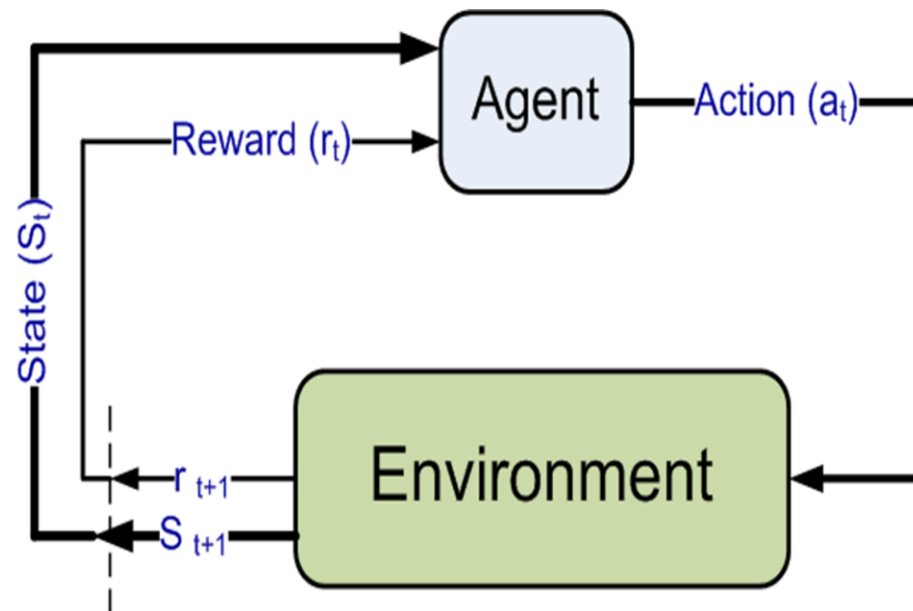 Agent
Action (at)
Reward (rt)
State (St)
Environment
r t+1
S t+1